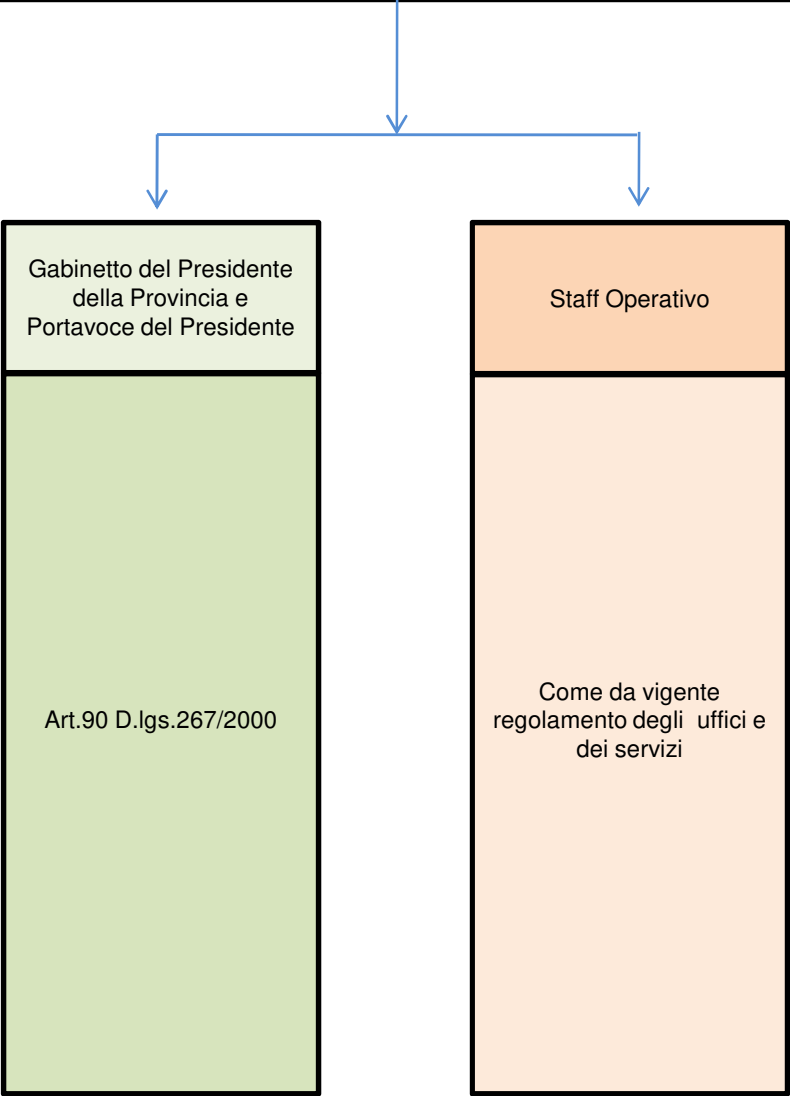 Gabinetto del Presidente
della Provincia e
Portavoce del Presidente
Staff Operativo
Art.90 D.lgs.267/2000
Come da vigente
regolamento degli  uffici e
dei servizi